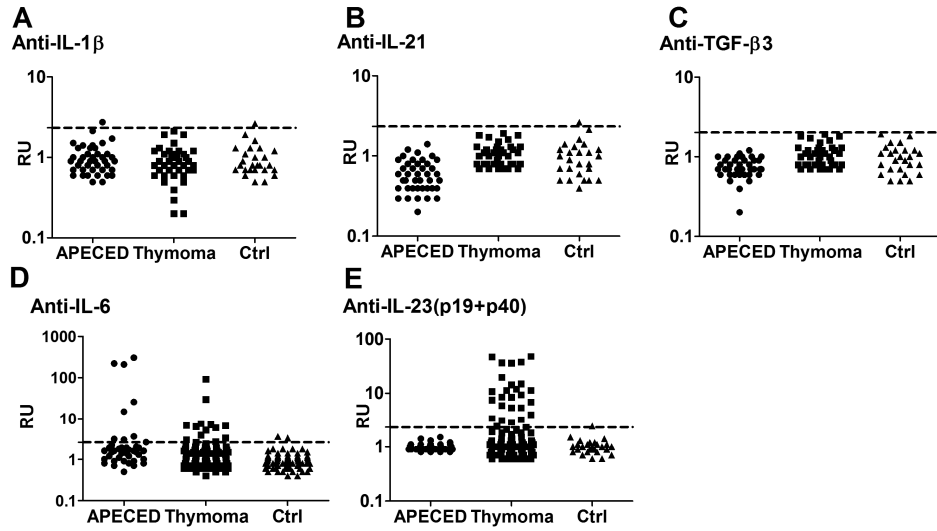 A
Anti-IL-1β
10
1
0.1
RU
APECED Thymoma Ctrl
B
Anti-IL-21
10
1
0.1
RU
APECED Thymoma Ctrl
C
Anti-TGF-β3
10
1
0.1
RU
APECED Thymoma Ctrl
D
Anti-IL-6
1000
100
10
1
0.1
RU
APECED Thymoma Ctrl
E
Anti-IL-23(p19+p40)
100
10
1
0.1
RU
APECED Thymoma Ctrl